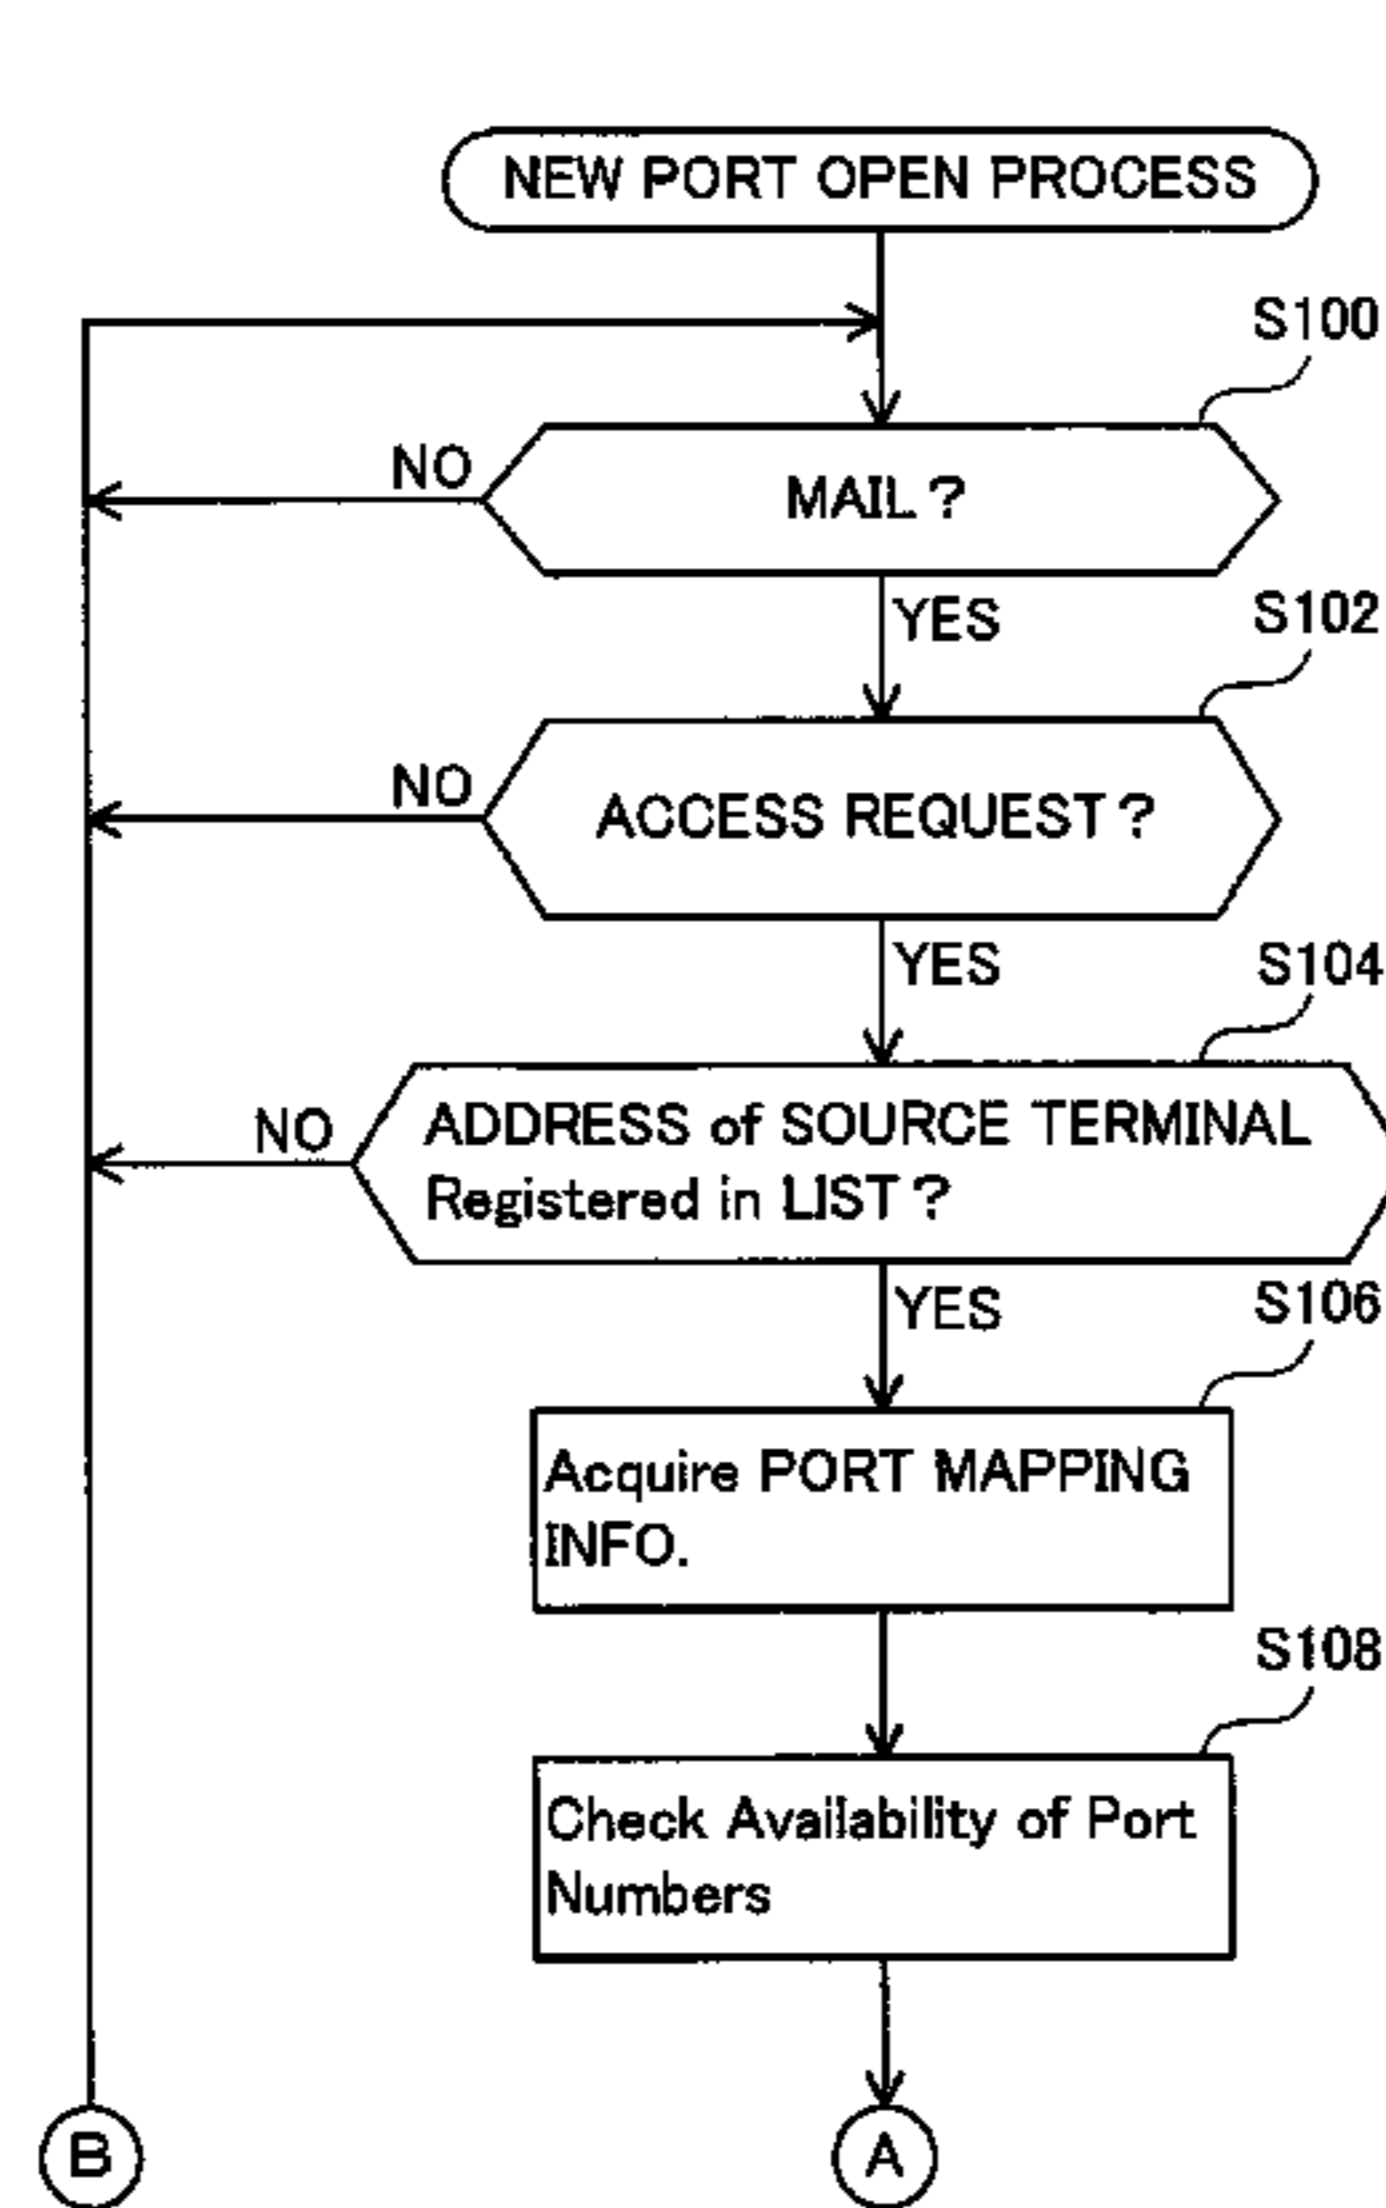 NEW PORT OPEN PROCESS
S100
NO
MAIL?
YES
S102
NO
ACCESS REQUEST?
YES
S104
NO
ADDRESS of SOURCE TERMINAL
Registered in LIST?
YES
S106
Acquire PORT MAPPING
INFO.
S108
Check Availability of Port
Numbers
B
A